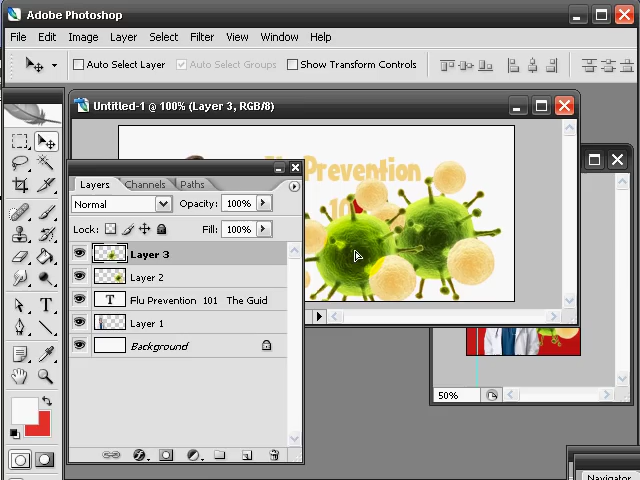 Adobe Photoshop
File Edit Image Layer Select Filter View Window Help
Auto Select Layer Auto Select Groups Show Transform Controls
Untitled-1 @ 100% (Layer 3, RGB/8)
Prevention
10
Layers Channels Paths
Normal Opacity: 100%
Lock: Fill: 100%
Layer 3
Layer 2
T Flu Prevention 101 The Guid
Layer 1
Background
50%
Navigator